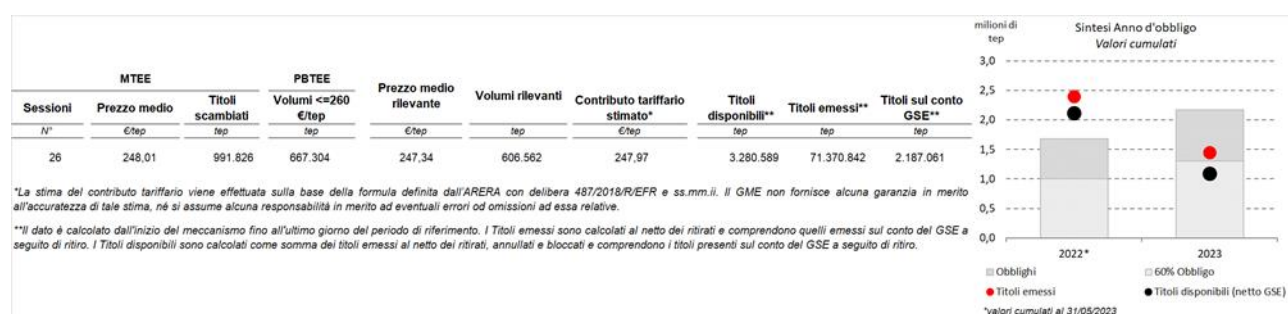 MTEE PBTEE
Sessioni Prezzo medio Titoli scambiati Volumi <=260 €/tep Prezzo medio rilevante Volumi rilevanti Contributo tariffario stimato* Titoli disponibili** Titoli emessi** Titoli sul conto GSE**
N° €/tep tep tep €/tep tep €/tep tep tep tep
26 248,01 991.826 667.304 247,34 606.562 247,97 3.280.589 71.370.842 2.187.061
*La stima del contributo tariffario viene effettuata sulla base della formula definita dall'ARERA con delibera 487/2018/R/EFR e ss.mm.ii. Il GME non fornisce alcuna garanzia in merito
all'accuratezza di tale stima, né si assume alcuna responsabilità in merito ad eventuali errori od omissioni ad essa relative.
**Il dato è calcolato dall'inizio del meccanismo fino all'ultimo giorno del periodo di riferimento. I Titoli emessi sono calcolati al netto dei ritirati e comprendono quelli emessi sul conto del GSE a
seguito di ritiro. I Titoli disponibili sono calcolati come somma dei titoli emessi al netto dei ritirati, annullati e bloccati e comprendono i titoli presenti sul conto del GSE a seguito di ritiro.
milioni di
tep
Sintesi Anno d'obbligo
Valori cumulati
3,0
2,5
2,0
1,5
1,0
0,5
0,0
2022* 2023
Obblighi 60% Obbligo
Titoli emessi Titoli disponibili (netto GSE)
*valori cumulati al 31/05/2023